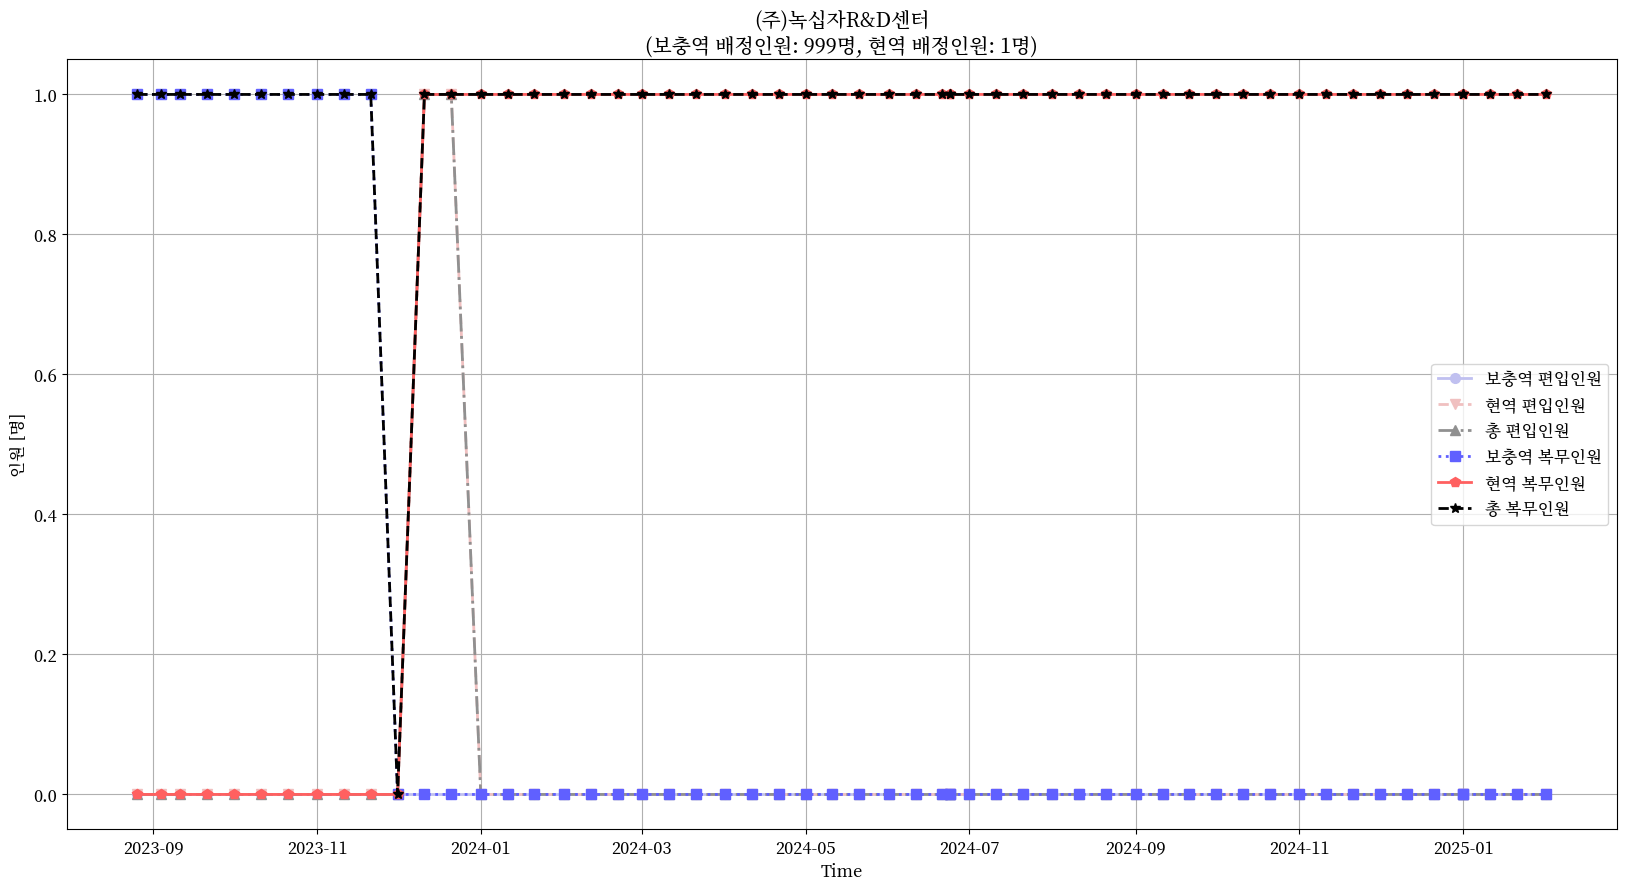 (주)녹십자R&D센터
(보충역 배정인원: 999명, 현역 배정인원: 1명)
1.0
0.8
0.6
0.4
0.2
0.0
인원 [명]
보충역 편입인원
현역 편입인원
총 편입인원
보충역 복무인원
현역 복무인원
총 복무인원
2023-09 2023-11 2024-01 2024-03 2024-05 2024-07 2024-09 2024-11 2025-01
Time